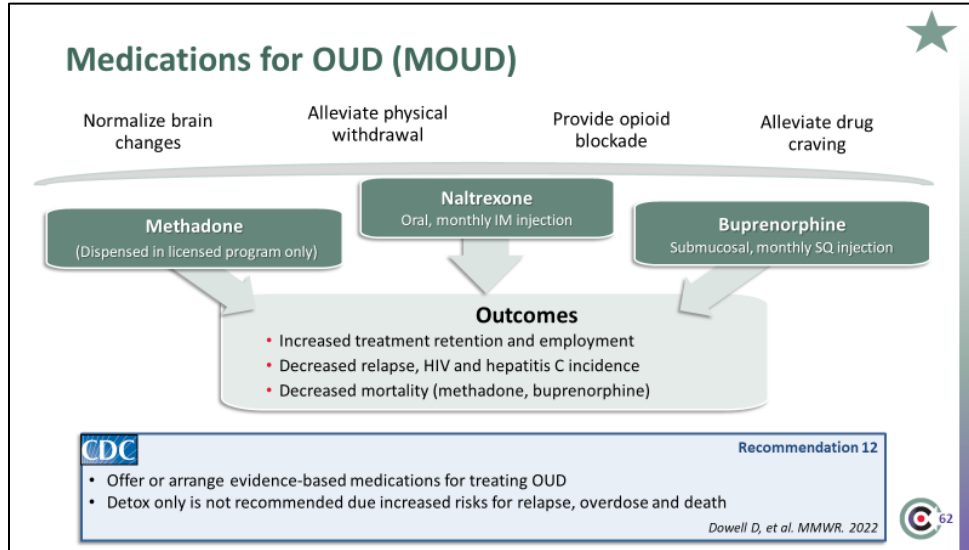 Medications for OUD (MOUD)
Normalize brain
changes
Alleviate physical
withdrawal
Provide opioid
blockade
Alleviate drug
craving
Methadone
(Dispensed in licensed program only)
Naltrexone
Oral, monthly IM injection
Buprenorphine
Submucosal, monthly SQ injection
Outcomes
• Increased treatment retention and employment
• Decreased relapse, HIV and hepatitis C incidence
• Decreased mortality (methadone, buprenorphine)
CDC
Recommendation 12
• Offer or arrange evidence-based medications for treating OUD
• Detox only is not recommended due increased risks for relapse, overdose and death
Dowell D, et al. MMWR. 2022
62